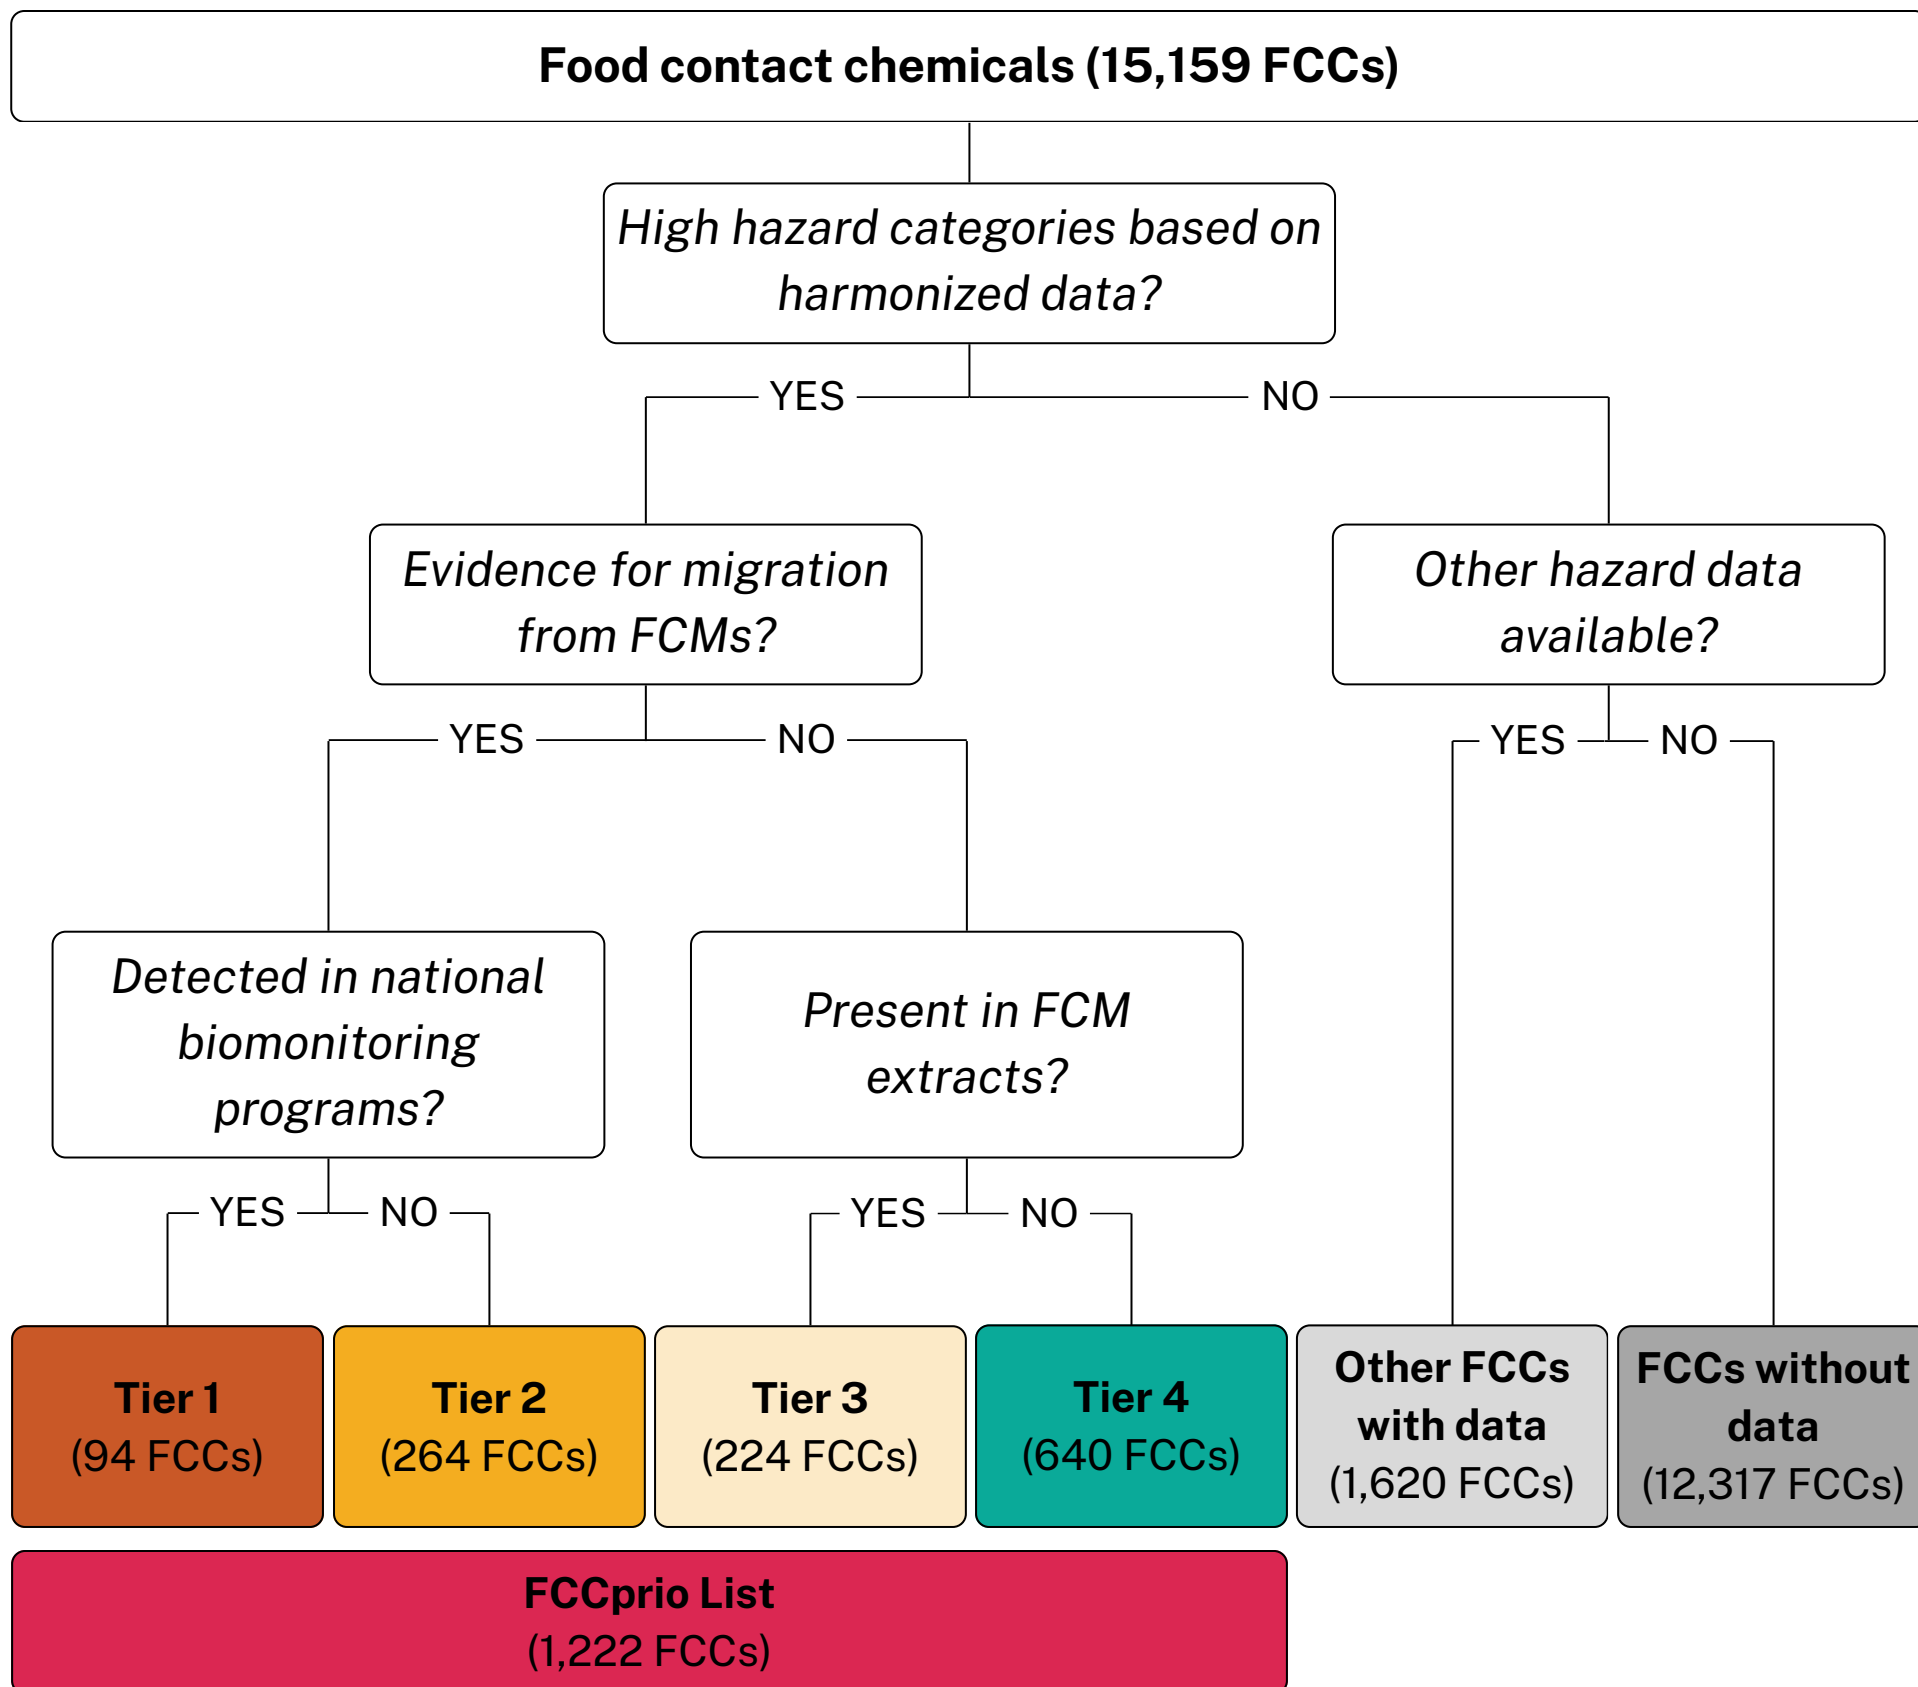 Food contact chemicals (15,159 FCCs)
High hazard categories based on
harmonized data?
YES
NO
Evidence for migration
from FCMs?
Other hazard data
available?
YES
NO
YES
NO
Detected in national
biomonitoring
programs?
Present in FCM
extracts?
YES
NO
YES
NO
Tier 1
(94 FCCs)
Tier 2
(264 FCCs)
Tier 3
(224 FCCs)
Tier 4
(640 FCCs)
Other FCCs
with data
(1,620 FCCs)
FCCs without
data
(12,317 FCCs)
FCCprio List
(1,222 FCCs)